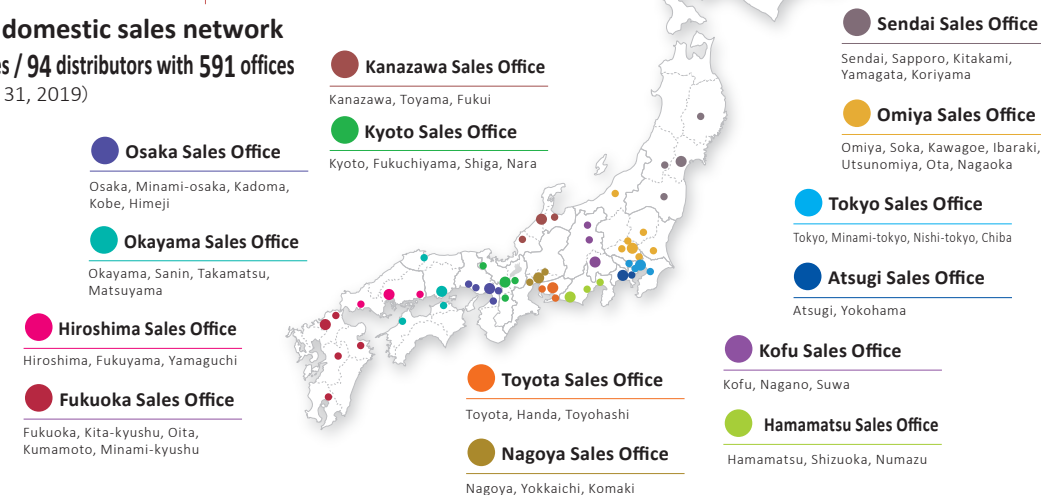 domestic sales network
/ 94 distributors with 591 offices
31, 2019)
Kanazawa Sales Office
Kanazawa, Toyama, Fukui
Kyoto Sales Office
Kyoto, Fukuchiyama, Shiga, Nara
Osaka Sales Office
Osaka, Minami-osaka, Kadoma,
Kobe, Himeji
Okayama Sales Office
Okayama, Sanin, Takamatsu,
Matsuyama
Hiroshima Sales Office
Hiroshima, Fukuyama, Yamaguchi
Fukuoka Sales Office
Fukuoka, Kita-kyushu, Oita,
Kumamoto, Minami-kyushu
Toyota Sales Office
Toyota, Handa, Toyohashi
Nagoya Sales Office
Nagoya, Yokkaichi, Komaki
Sendai Sales Office
Sendai, Sapporo, Kitakami,
Yamagata, Koriyama
Omiya Sales Office
Omiya, Soka, Kawagoe, Ibaraki,
Utsunomiya, Ota, Nagaoka
Tokyo Sales Office
Tokyo, Minami-tokyo, Nishi-tokyo, Chiba
Atsugi Sales Office
Atsugi, Yokohama
Kofu Sales Office
Kofu, Nagano, Suwa
Hamamatsu Sales Office
Hamamatsu, Shizuoka, Numazu